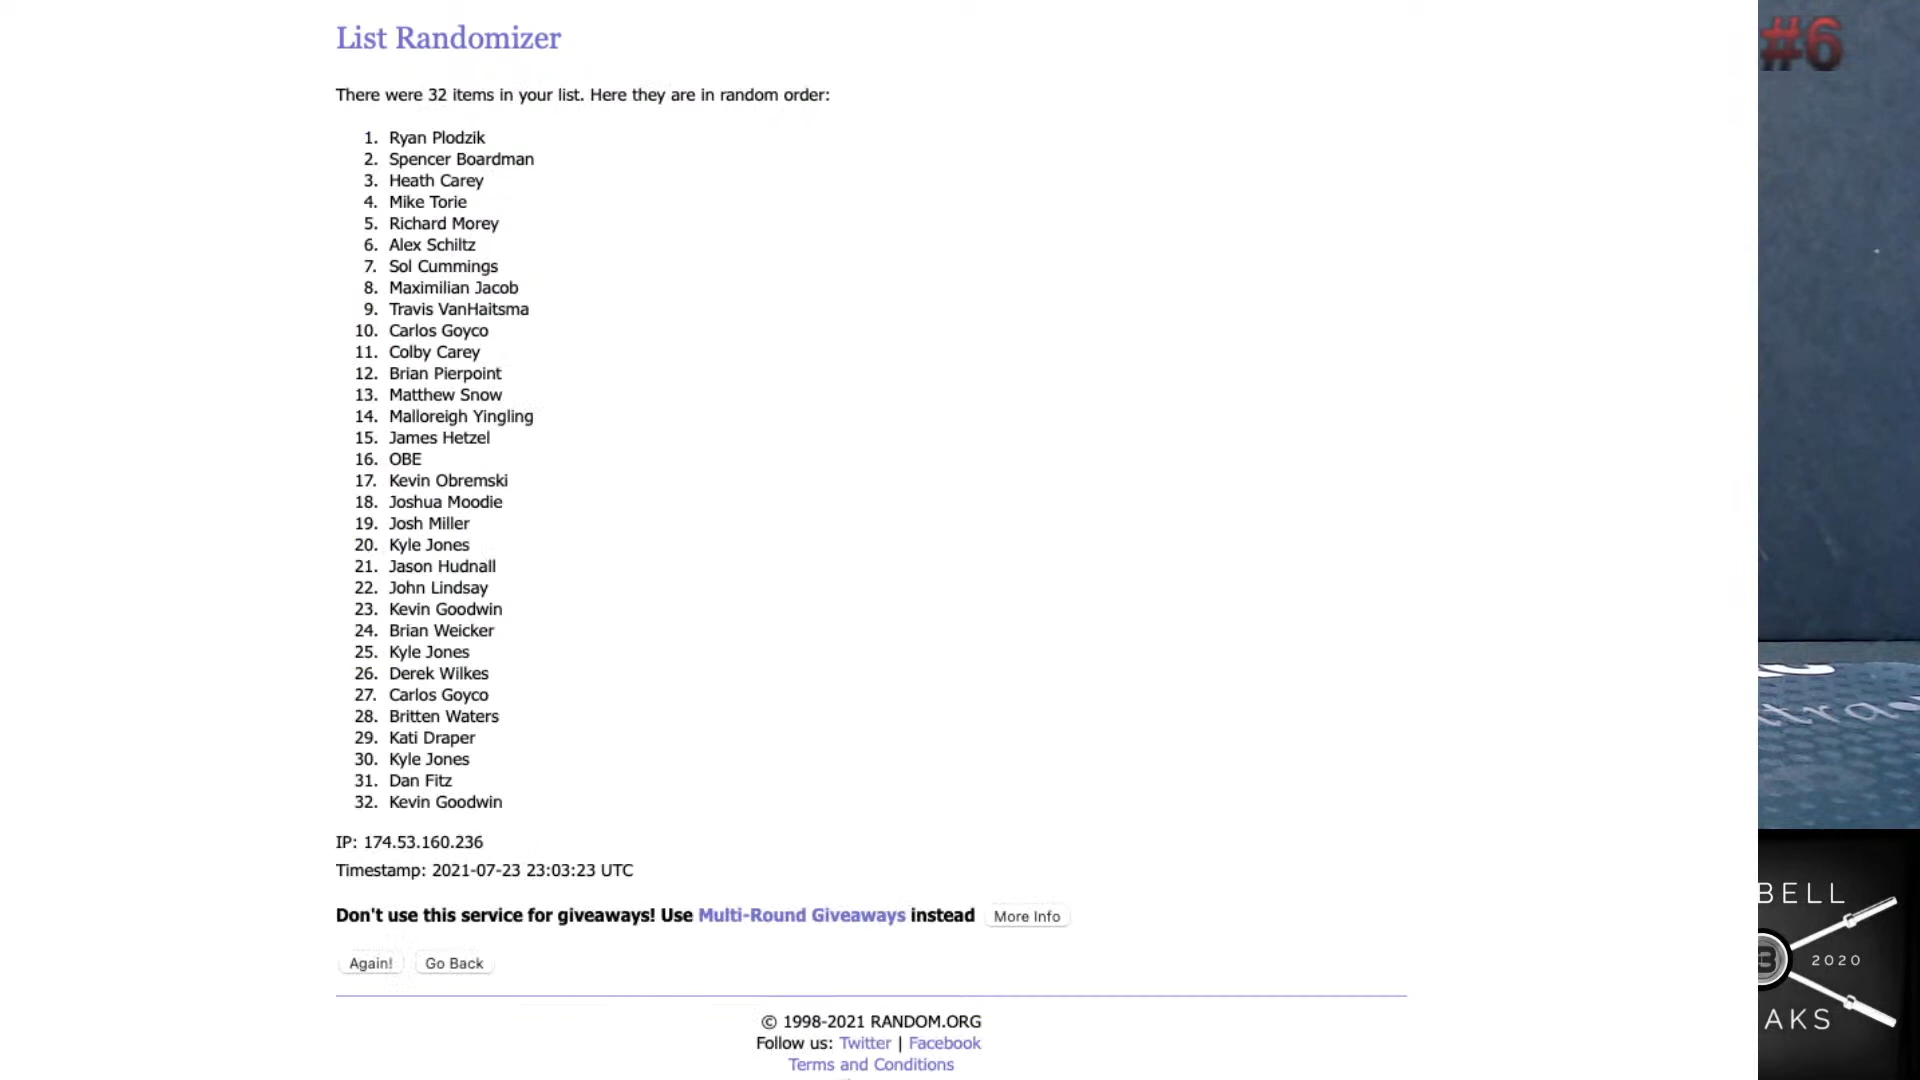 List Randomizer
There were 32 items in your list. Here they are in random order:
1. Ryan Plodzik
2. Spencer Boardman
3. Heath Carey
4. Mike Torie
5. Richard Morey
6. Alex Schiltz
7. Sol Cummings
8. Maximilian Jacob
9. Travis VanHaitsma
10. Carlos Goyco
11. Colby Carey
12. Brian Pierpoint
13. Matthew Snow
14. Malloreigh Yingling
15. James Hetzel
16. OBE
17. Kevin Obremski
18. Joshua Moodie
19. Josh Miller
20. Kyle Jones
21. Jason Hudnall
22. John Lindsay
23. Kevin Goodwin
24. Brian Weicker
25. Kyle Jones
26. Derek Wilkes
27. Carlos Goyco
28. Britten Waters
29. Kati Draper
30. Kyle Jones
31. Dan Fitz
32. Kevin Goodwin
IP: 174.53.160.236
Timestamp: 2021-07-23 23:03:23 UTC
Don't use this service for giveaways! Use Multi-Round Giveaways instead More Info
Again! Go Back
© 1998-2021 RANDOM.ORG
Follow us: Twitter | Facebook
Terms and Conditions
#6
BELL
2020
AKS